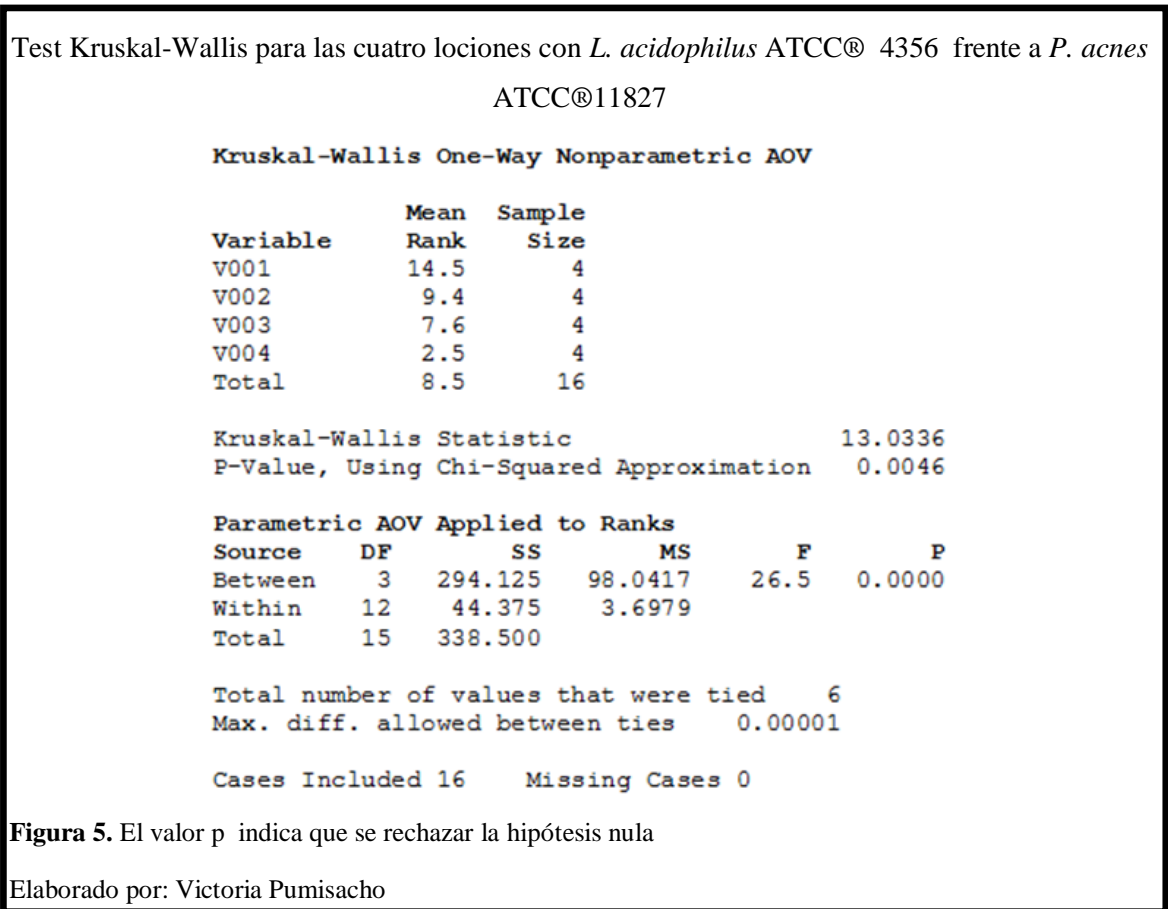 Test Kruskal-Wallis para las cuatro lociones con L. acidophilus ATCC® 4356 frente a P. acnes
ATCC®11827
Kruskal-Wallis One-Way Nonparametric AOV
Mean Sample
Variable Rank Size
V001 14.5 4
V002 9.4 4
V003 7.6 4
V004 2.5 4
Total 8.5 16
Kruskal-Wallis Statistic 13.0336
P-Value, Using Chi-Squared Approximation 0.0046
Parametric AOV Applied to Ranks
Source DF SS MS F P
Between 3 294.125 98.0417 26.5 0.0000
Within 12 44.375 3.6979
Total 15 338.500
Total number of values that were tied 6
Max. diff. allowed between ties 0.00001
Cases Included 16 Missing Cases 0
Figura 5. El valor p indica que se rechazar la hipótesis nula
Elaborado por: Victoria Pumisacho